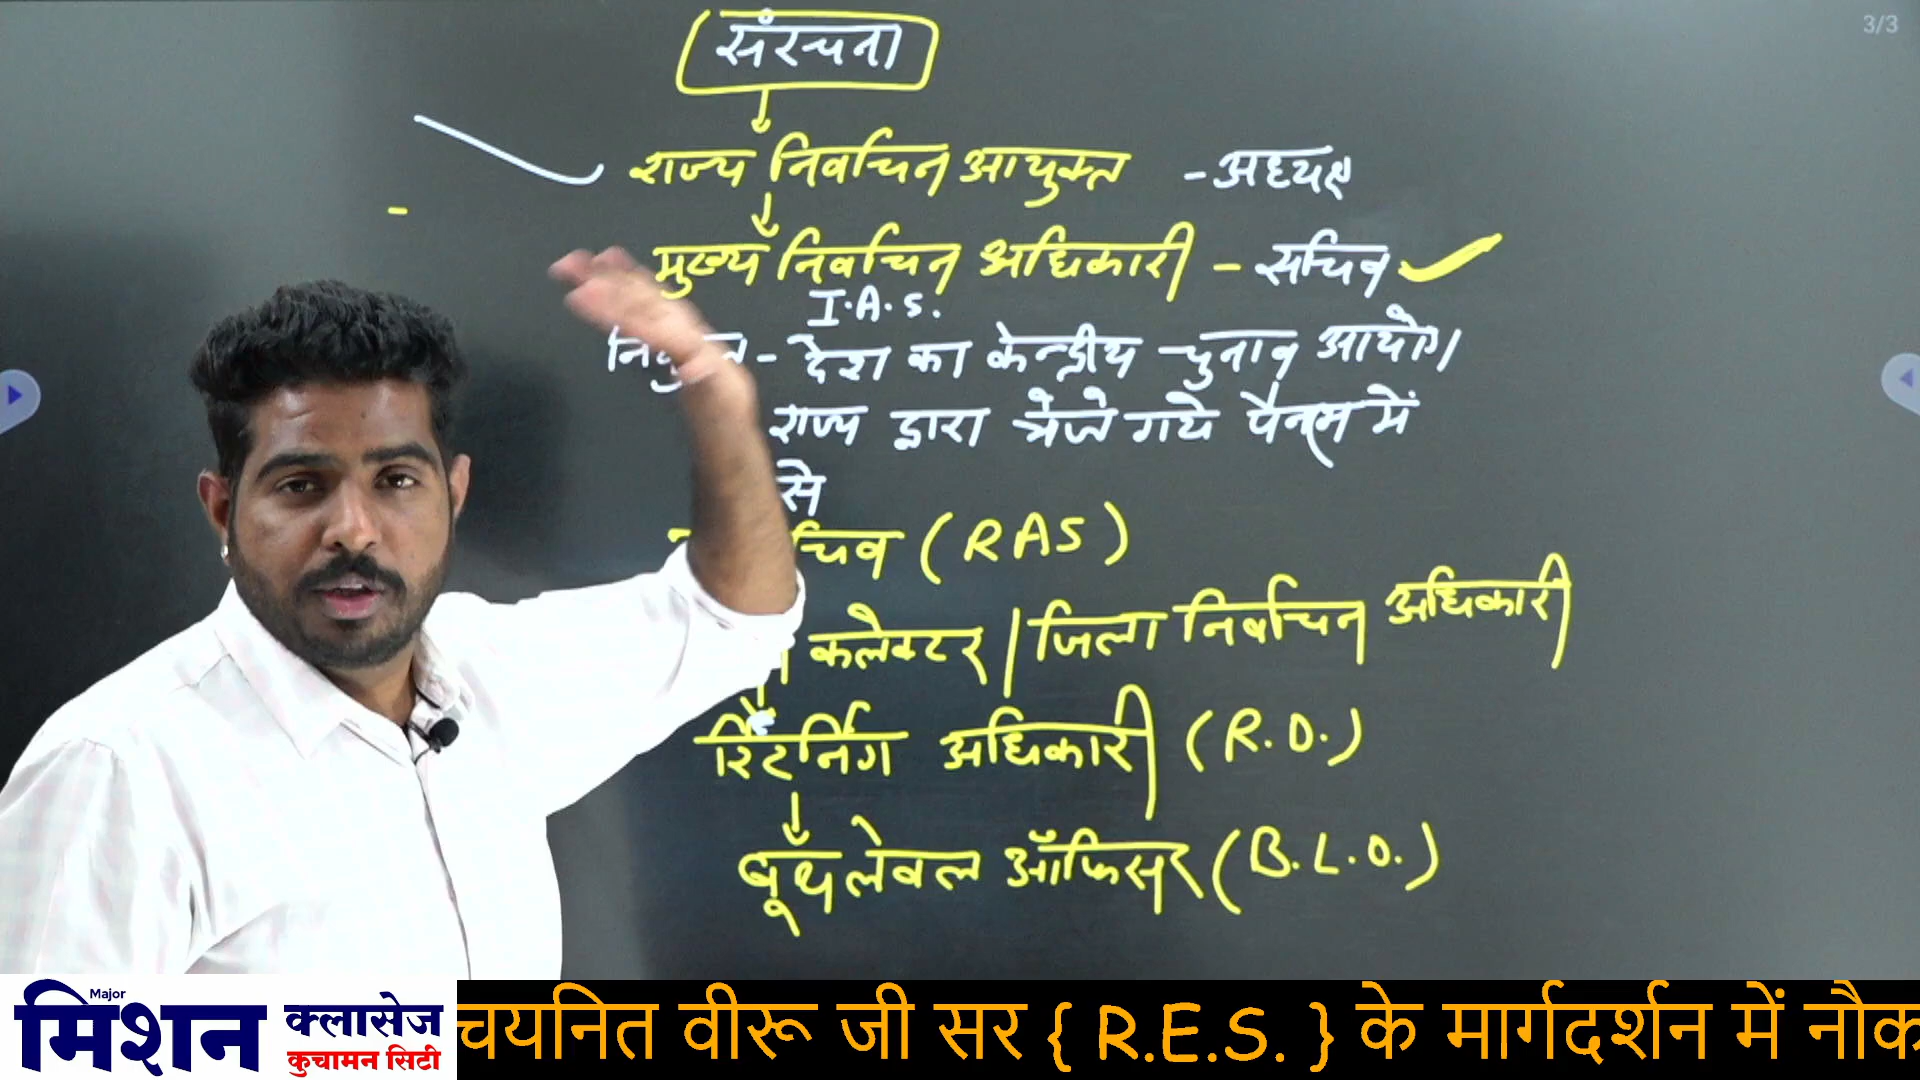 3/3
संरचना
राज्य निर्वाचन आयुक्त - अध्यक्ष
मुख्य निर्वाचन अधिकारी - सचिव
I.A.S.
- देश का केन्द्रीय चुनाव आयोग
राज्य द्वारा भेजे गये पैनल में
से
(RAS)
कलेक्टर / जिला निर्वाचन अधिकारी
रिटर्निंग अधिकारी (R.O.)
बूथ लेवल ऑफिसर (B.L.O.)
Major
मिशन क्लासेज
कुचामन सिटी
चयनित वीरू जी सर { R.E.S. } के मार्गदर्शन में नौक